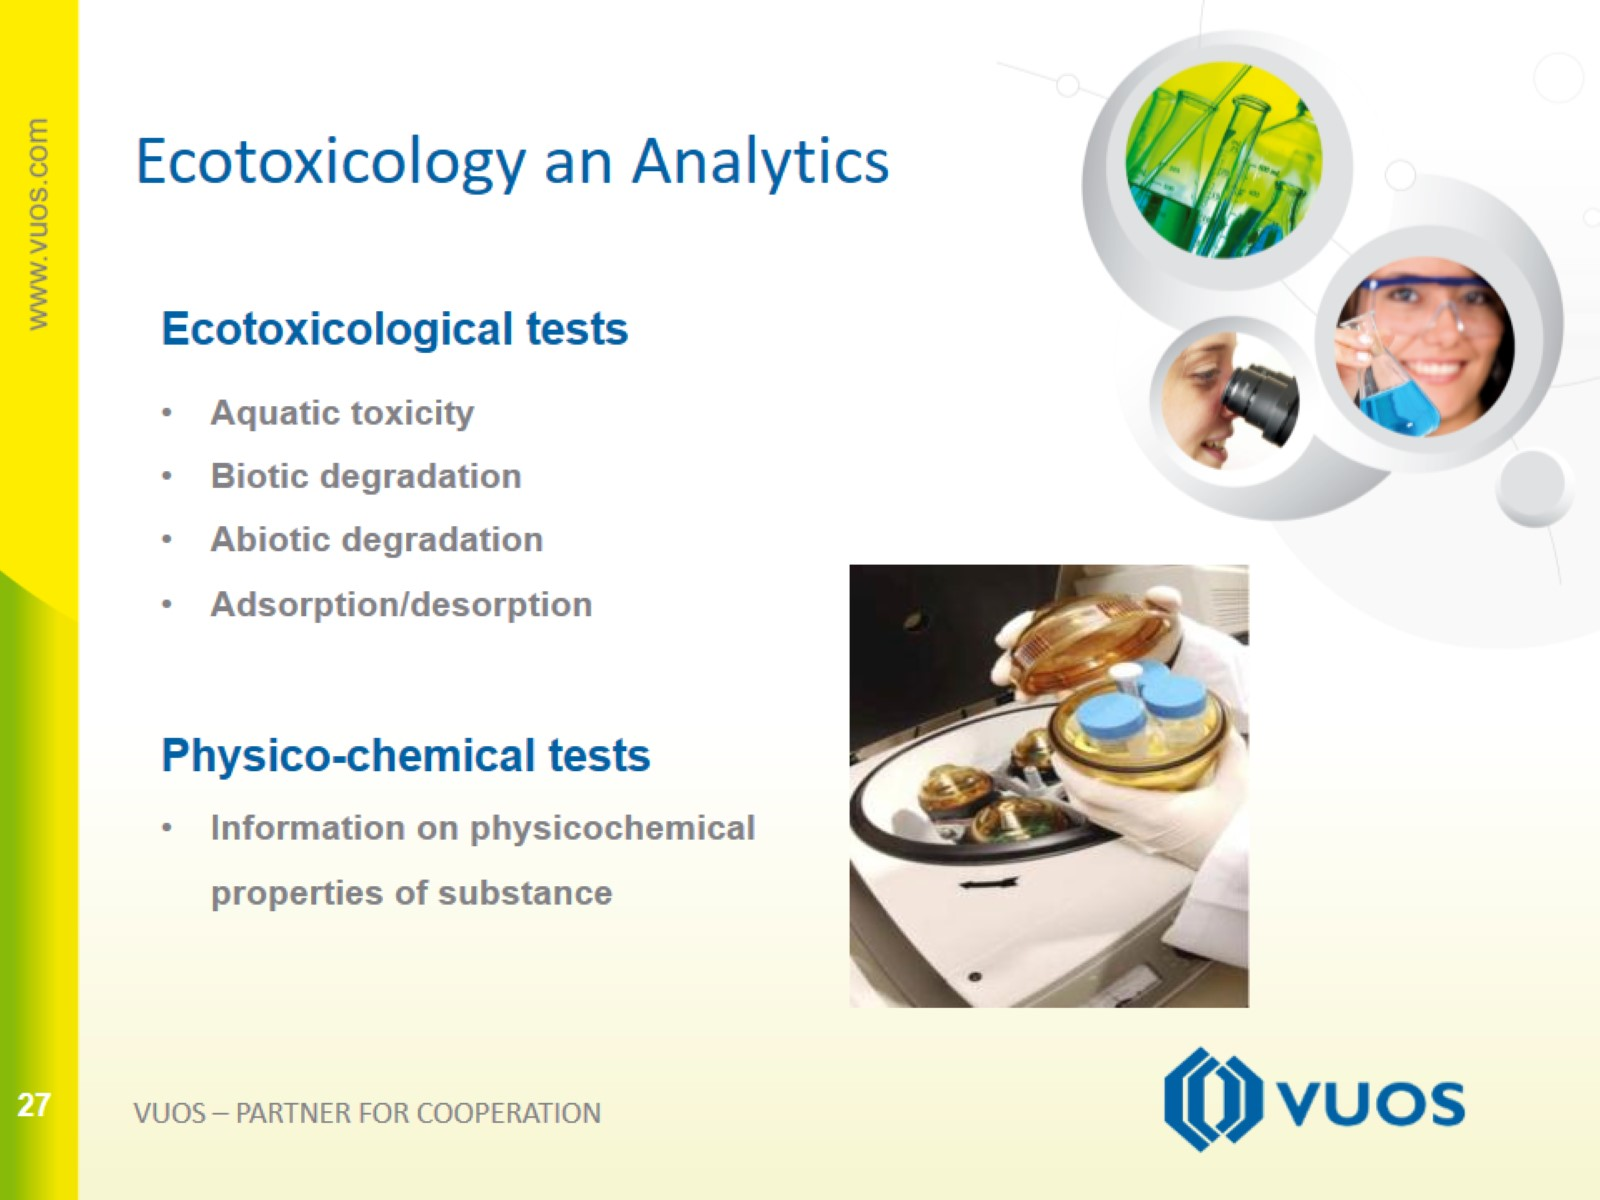 www.vuos.com
Ecotoxicology an Analytics
Ecotoxicological tests
• Aquatic toxicity
• Biotic degradation
• Abiotic degradation
• Adsorption/desorption
Physico-chemical tests
• Information on physicochemical
properties of substance
27
VUOS – PARTNER FOR COOPERATION
VUOS